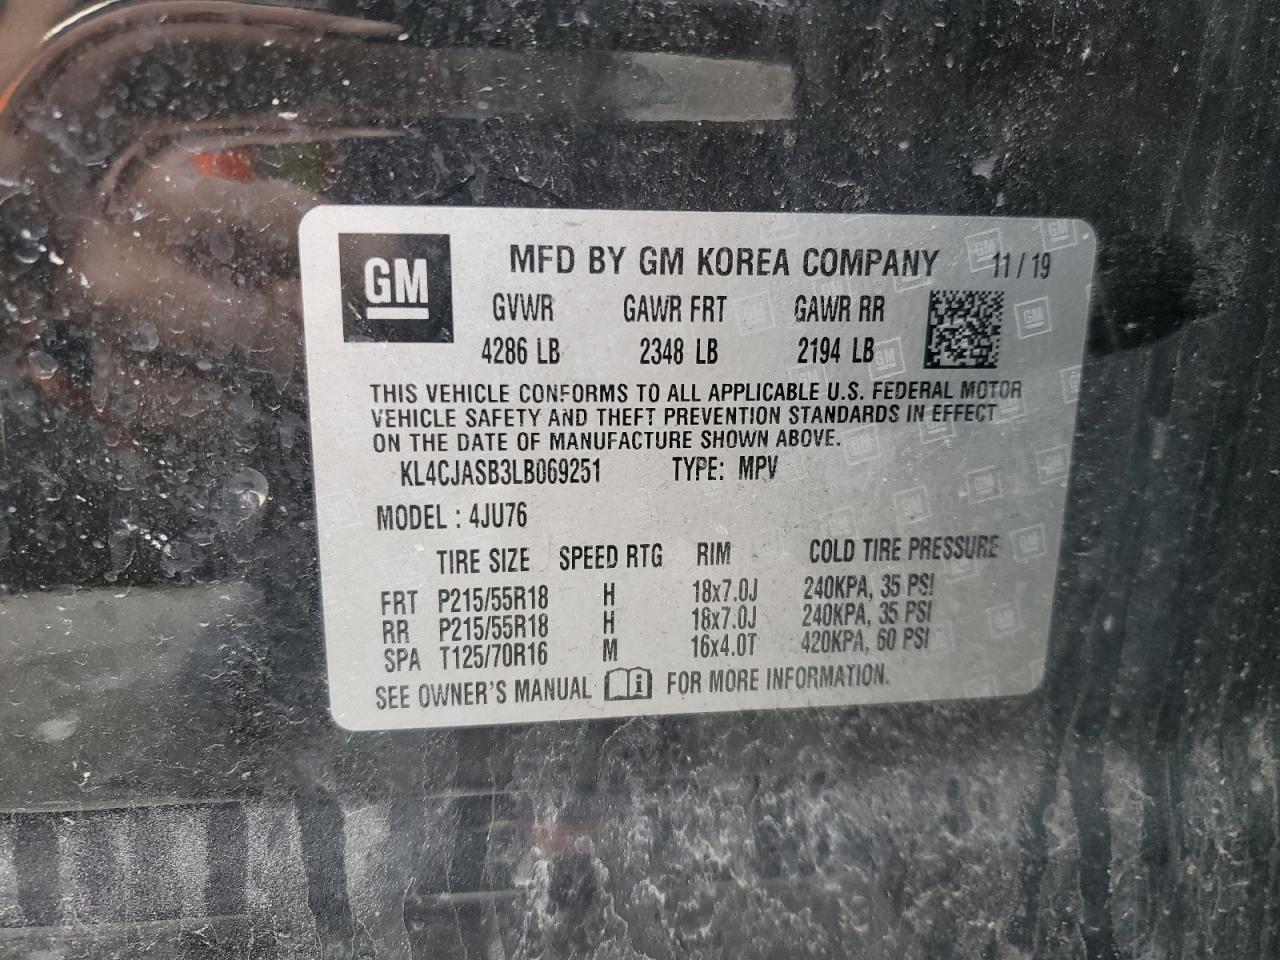 GM MFD BY GM KOREA COMPANY 11/19
GVWR GAWR FRT GAWR RR
4286 LB 2348 LB 2194 LB
THIS VEHICLE CONFORMS TO ALL APPLICABLE U.S. FEDERAL MOTOR
VEHICLE SAFETY AND THEFT PREVENTION STANDARDS IN EFFECT
ON THE DATE OF MANUFACTURE SHOWN ABOVE.
KL4CJASB3LB069251 TYPE: MPV
MODEL : 4JU76
TIRE SIZE SPEED RTG RIM COLD TIRE PRESSURE
FRT P215/55R18 H 18x7.0J 240KPA, 35 PSI
RR P215/55R18 H 18x7.0J 240KPA, 35 PSI
SPA T125/70R16 M 16x4.0T 420KPA, 60 PSI
SEE OWNER'S MANUAL FOR MORE INFORMATION.